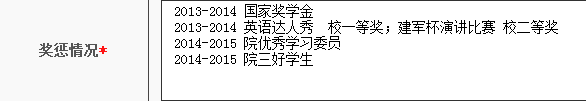 奖惩情况*
2013-2014 国家奖学金
2013-2014 英语达人秀  校一等奖；建军杯演讲比赛 校二等奖
2014-2015 院优秀学习委员
2014-2015 院三好学生